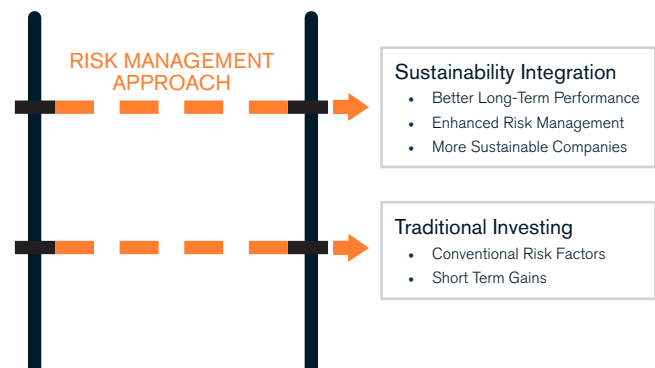 RISK MANAGEMENT
APPROACH
Sustainability Integration
• Better Long-Term Performance
• Enhanced Risk Management
• More Sustainable Companies
Traditional Investing
• Conventional Risk Factors
• Short Term Gains